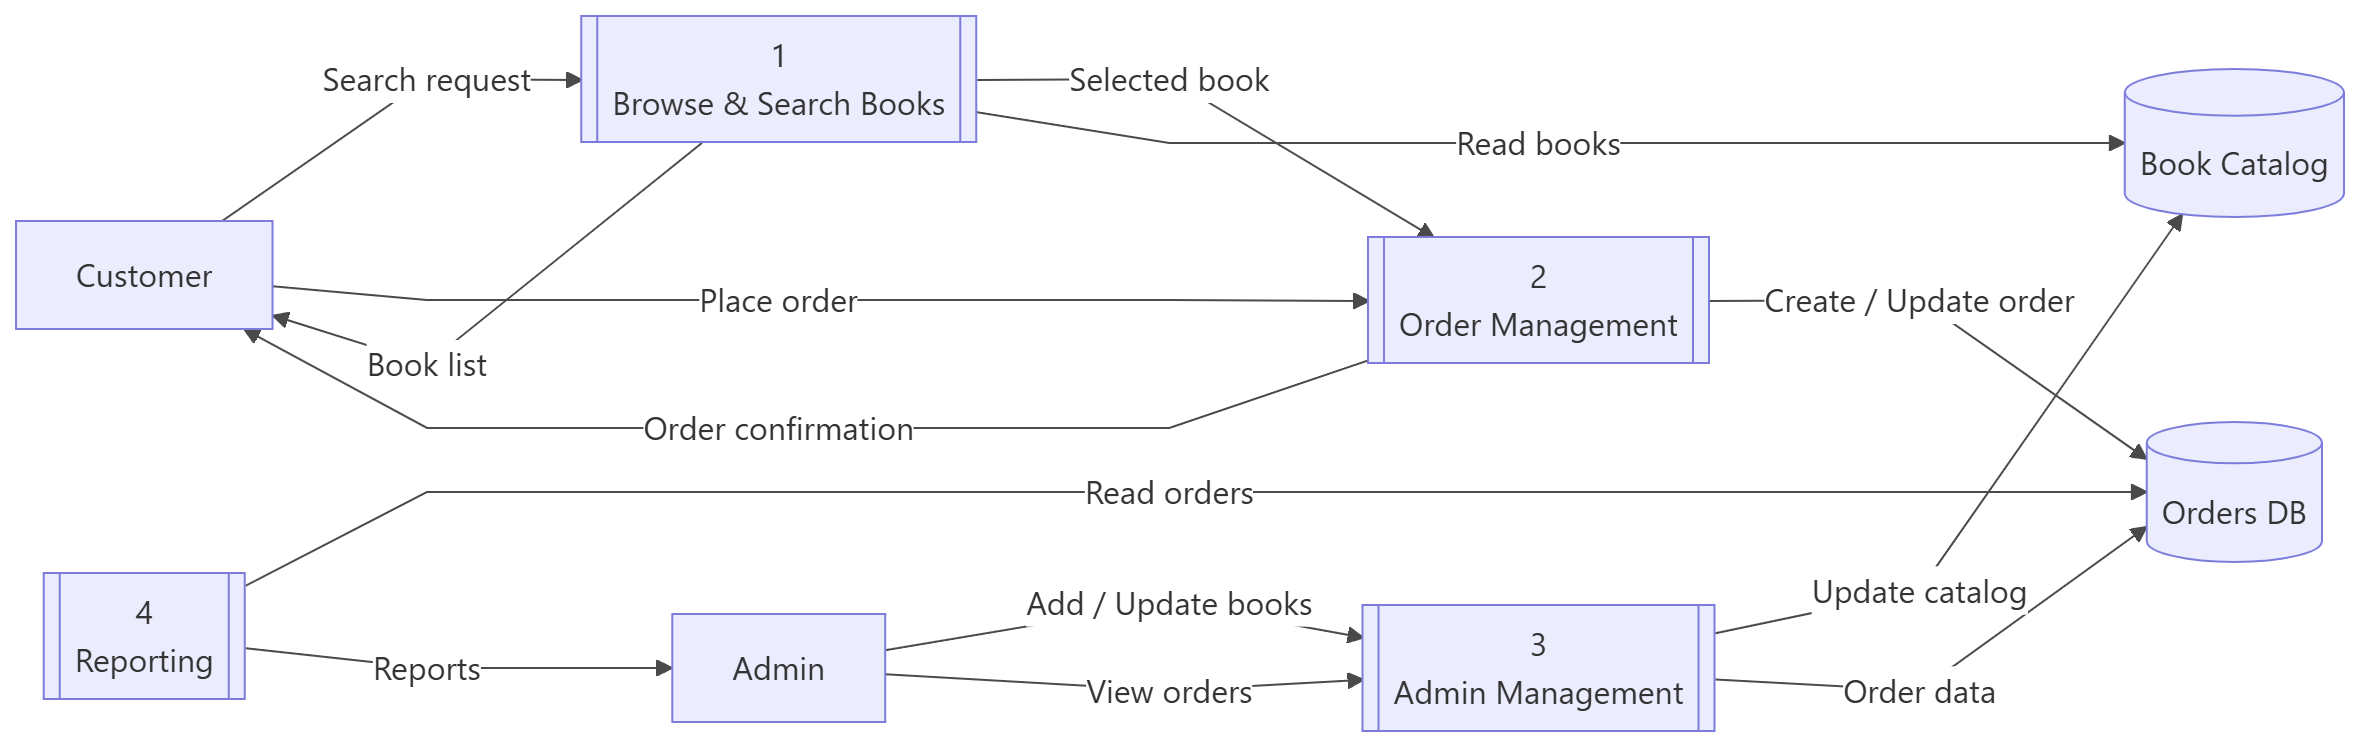 1
Browse & Search Books
Search request
Selected book
Read books
Book Catalog
Customer
Place order
2
Order Management
Create / Update order
Book list
Order confirmation
Read orders
Orders DB
4
Reporting
Reports
Admin
Add / Update books
View orders
3
Admin Management
Update catalog
Order data